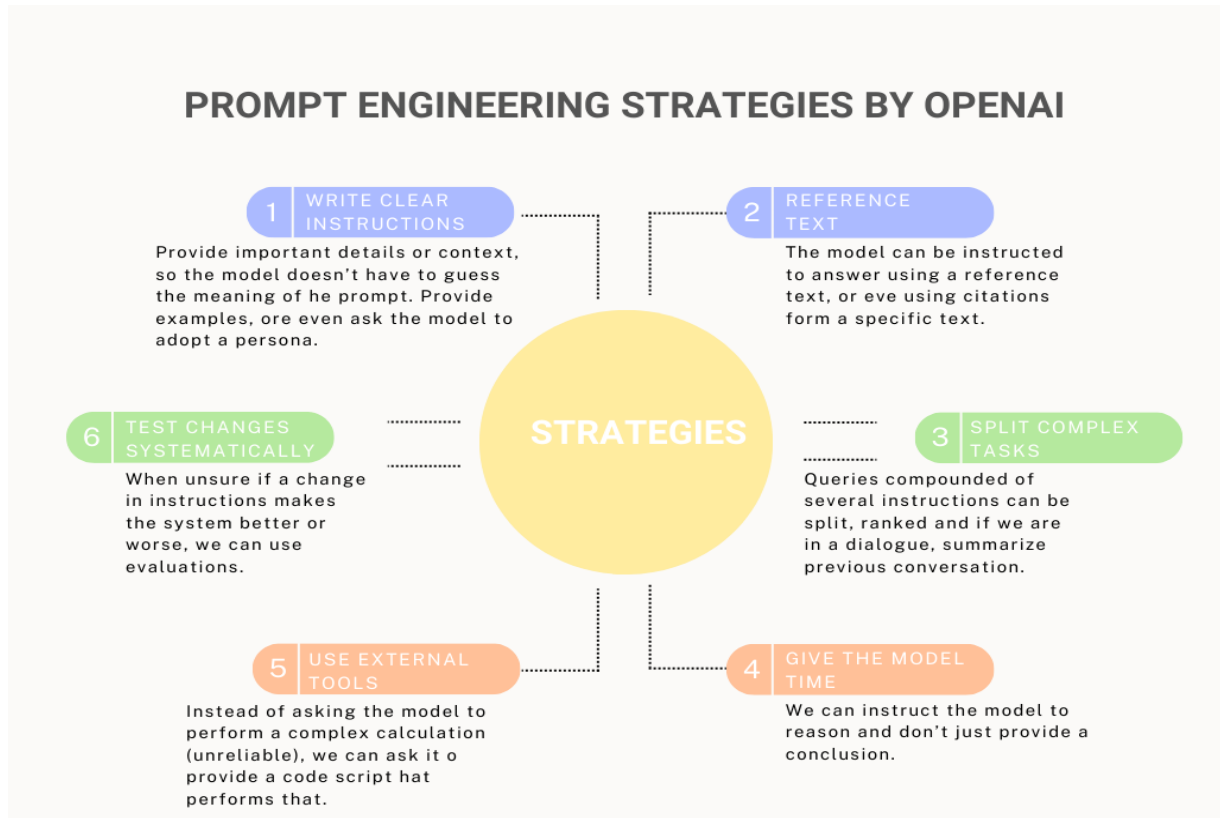 PROMPT ENGINEERING STRATEGIES BY OPENAI
1
WRITE CLEAR
INSTRUCTIONS
Provide important details or context,
so the model doesn’t have to guess
the meaning of he prompt. Provide
examples, ore even ask the model to
adopt a persona.
2
REFERENCE
TEXT
The model can be instructed
to answer using a reference
text, or eve using citations
form a specific text.
STRATEGIES
3
SPLIT COMPLEX
TASKS
Queries compounded of
several instructions can be
split, ranked and if we are
in a dialogue, summarize
previous conversation.
4
GIVE THE MODEL
TIME
We can instruct the model to
reason and don’t just provide a
conclusion.
5
USE EXTERNAL
TOOLS
Instead of asking the model to
perform a complex calculation
(unreliable), we can ask it o
provide a code script hat
performs that.
6
TEST CHANGES
SYSTEMATICALLY
When unsure if a change
in instructions makes
the system better or
worse, we can use
evaluations.